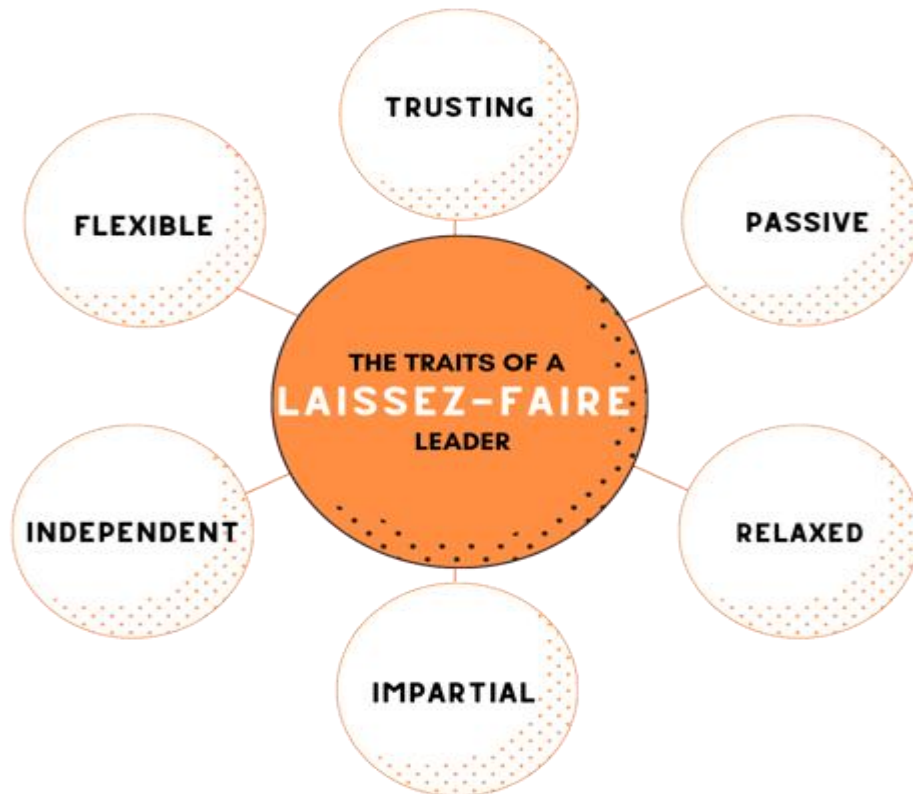 TRUSTING
FLEXIBLE
PASSIVE
THE TRAITS OF A
LAISSEZ-FAIRE
LEADER
INDEPENDENT
RELAXED
IMPARTIAL